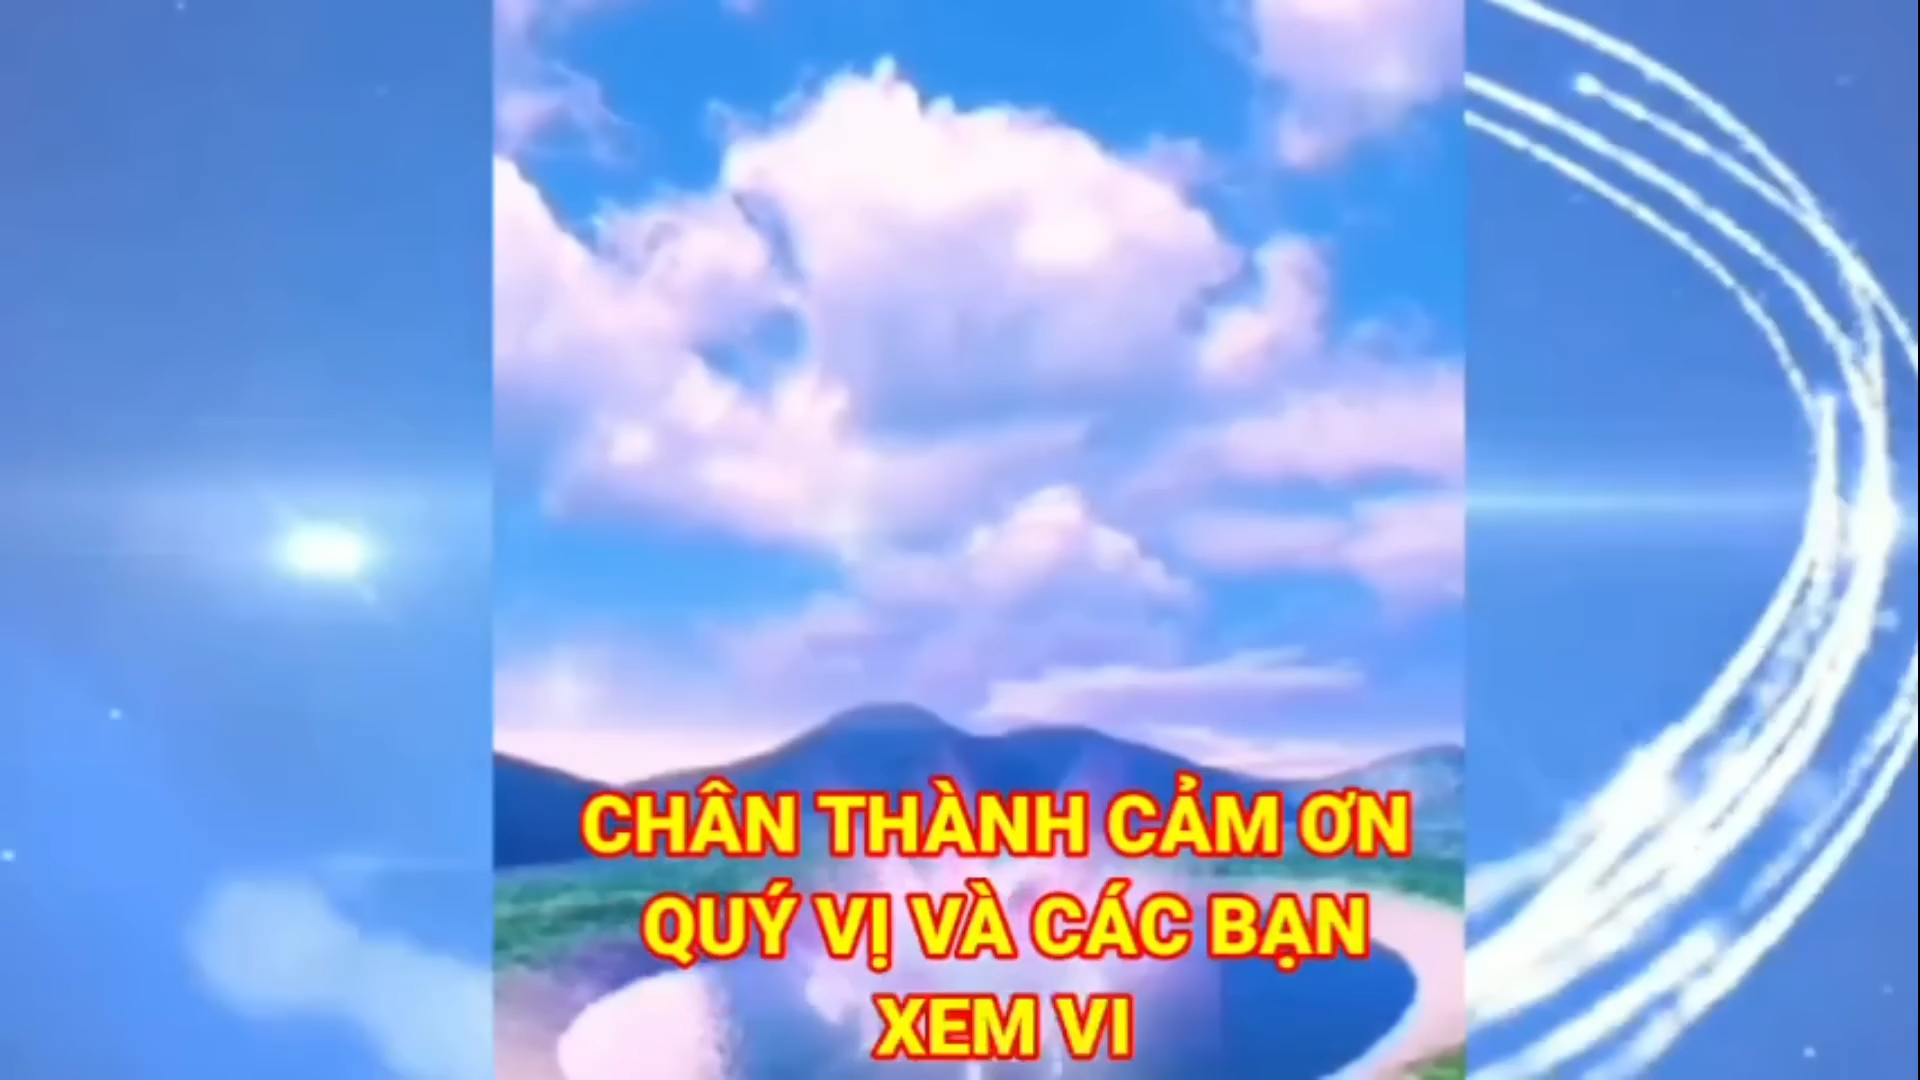 CHÂN THÀNH CẢM ƠN
QUÝ VỊ VÀ CÁC BẠN
XEM VI